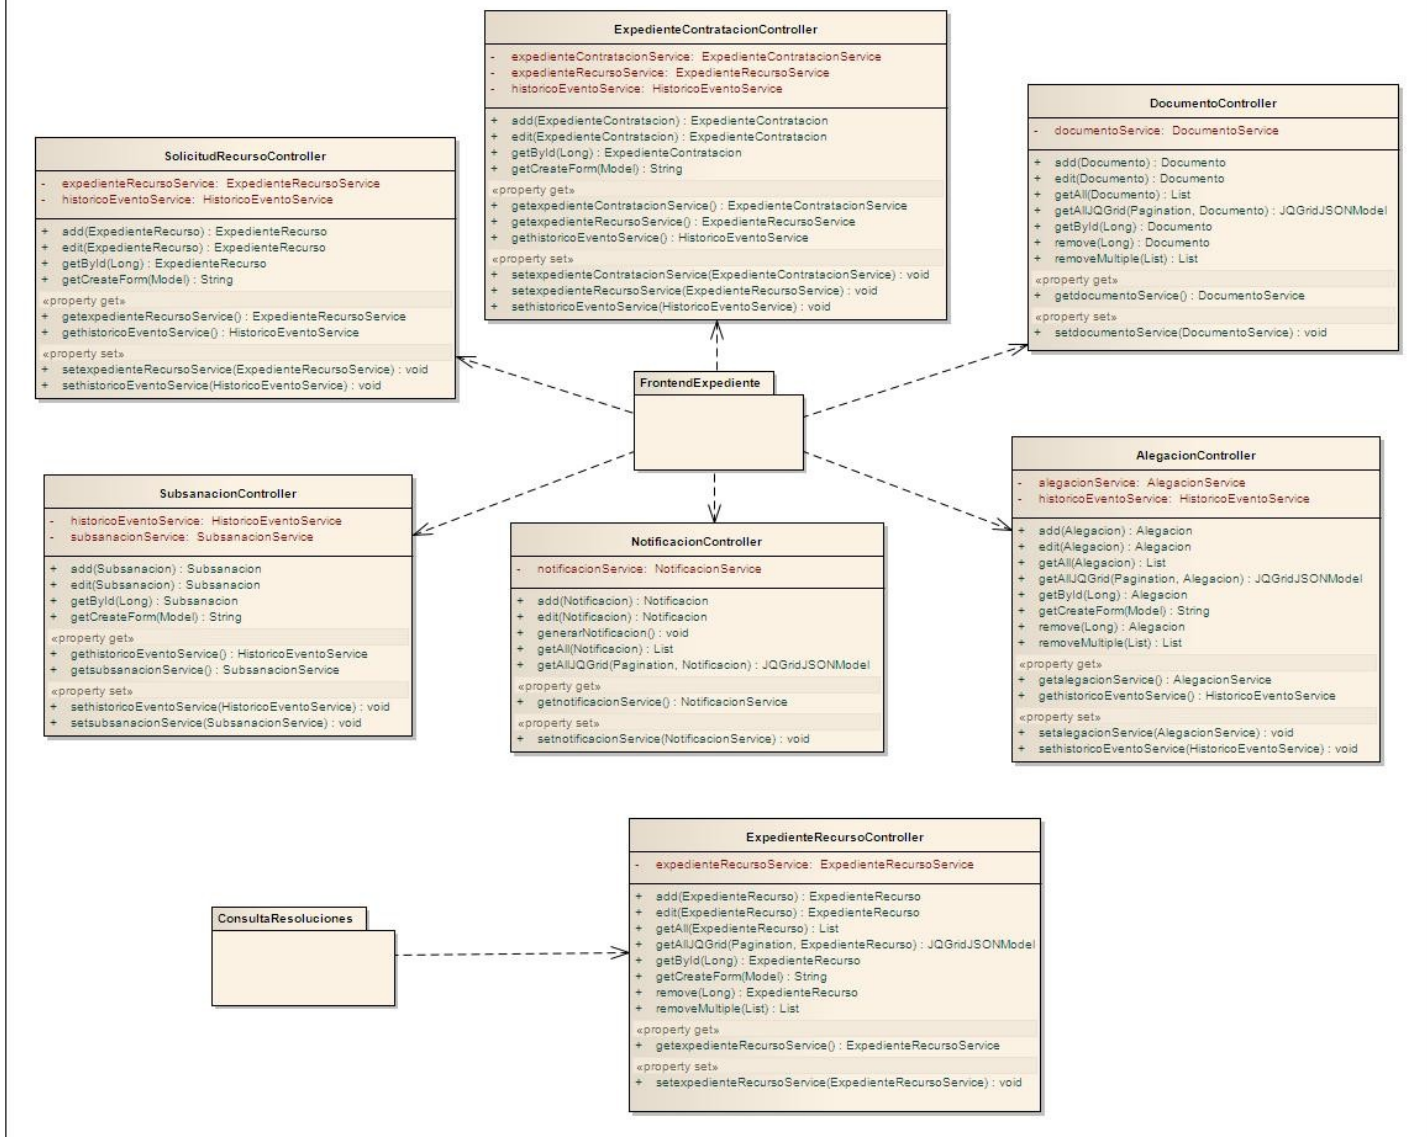 ExpedienteContratacionController
- expedienteContratacionService: ExpedienteContratacionService
- expedienteRecursoService: ExpedienteRecursoService
- historicoEventoService: HistoricoEventoService
+ add(ExpedienteContratacion) : ExpedienteContratacion
+ edit(ExpedienteContratacion) : ExpedienteContratacion
+ getById(Long) : ExpedienteContratacion
+ getCreateForm(Model) : String
«property get»
+ getexpedienteContratacionService() : ExpedienteContratacionService
+ getexpedienteRecursoService() : ExpedienteRecursoService
+ gethistoricoEventoService() : HistoricoEventoService
«property set»
+ setexpedienteContratacionService(ExpedienteContratacionService) : void
+ setexpedienteRecursoService(ExpedienteRecursoService) : void
+ sethistoricoEventoService(HistoricoEventoService) : void
DocumentoController
- documentoService: DocumentoService
+ add(Documento) : Documento
+ edit(Documento) : Documento
+ getAll(Documento) : List
+ getAllJQGrid(Pagination, Documento) : JQGridJSONModel
+ getById(Long) : Documento
+ remove(Long) : Documento
+ removeMultiple(List) : List
«property get»
+ getdocumentoService() : DocumentoService
«property set»
+ setdocumentoService(DocumentoService) : void
SolicitudRecursoController
- expedienteRecursoService: ExpedienteRecursoService
- historicoEventoService: HistoricoEventoService
+ add(ExpedienteRecurso) : ExpedienteRecurso
+ edit(ExpedienteRecurso) : ExpedienteRecurso
+ getById(Long) : ExpedienteRecurso
+ getCreateForm(Model) : String
«property get»
+ getexpedienteRecursoService() : ExpedienteRecursoService
+ gethistoricoEventoService() : HistoricoEventoService
«property set»
+ setexpedienteRecursoService(ExpedienteRecursoService) : void
+ sethistoricoEventoService(HistoricoEventoService) : void
FrontendExpediente
SubsanacionController
- historicoEventoService: HistoricoEventoService
- subsanacionService: SubsanacionService
+ add(Subsanacion) : Subsanacion
+ edit(Subsanacion) : Subsanacion
+ getById(Long) : Subsanacion
+ getCreateForm(Model) : String
«property get»
+ gethistoricoEventoService() : HistoricoEventoService
+ getsubsanacionService() : SubsanacionService
«property set»
+ sethistoricoEventoService(HistoricoEventoService) : void
+ setsubsanacionService(SubsanacionService) : void
NotificacionController
- notificacionService: NotificacionService
+ add(Notificacion) : Notificacion
+ edit(Notificacion) : Notificacion
+ generarNotificacion() : void
+ getAll(Notificacion) : List
+ getAllJQGrid(Pagination, Notificacion) : JQGridJSONModel
«property get»
+ getnotificacionService() : NotificacionService
«property set»
+ setnotificacionService(NotificacionService) : void
AlegacionController
- alegacionService: AlegacionService
- historicoEventoService: HistoricoEventoService
+ add(Alegacion) : Alegacion
+ edit(Alegacion) : Alegacion
+ getAll(Alegacion) : List
+ getAllJQGrid(Pagination, Alegacion) : JQGridJSONModel
+ getById(Long) : Alegacion
+ getCreateForm(Model) : String
+ remove(Long) : Alegacion
+ removeMultiple(List) : List
«property get»
+ getalegacionService() : AlegacionService
+ gethistoricoEventoService() : HistoricoEventoService
«property set»
+ setalegacionService(AlegacionService) : void
+ sethistoricoEventoService(HistoricoEventoService) : void
ConsultaResoluciones
ExpedienteRecursoController
- expedienteRecursoService: ExpedienteRecursoService
+ add(ExpedienteRecurso) : ExpedienteRecurso
+ edit(ExpedienteRecurso) : ExpedienteRecurso
+ getAll(ExpedienteRecurso) : List
+ getAllJQGrid(Pagination, ExpedienteRecurso) : JQGridJSONModel
+ getById(Long) : ExpedienteRecurso
+ getCreateForm(Model) : String
+ remove(Long) : ExpedienteRecurso
+ removeMultiple(List) : List
«property get»
+ getexpedienteRecursoService() : ExpedienteRecursoService
«property set»
+ setexpedienteRecursoService(ExpedienteRecursoService) : void